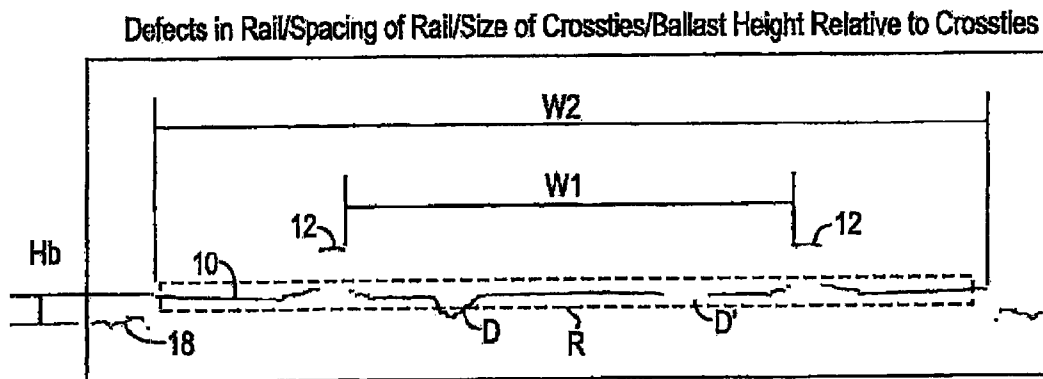 Defects in Rail/Spacing of Rail/Size of Crossties/Ballast Height Relative to Crossties
W2
W1
12
12
Hb
10
D
R
D'
18